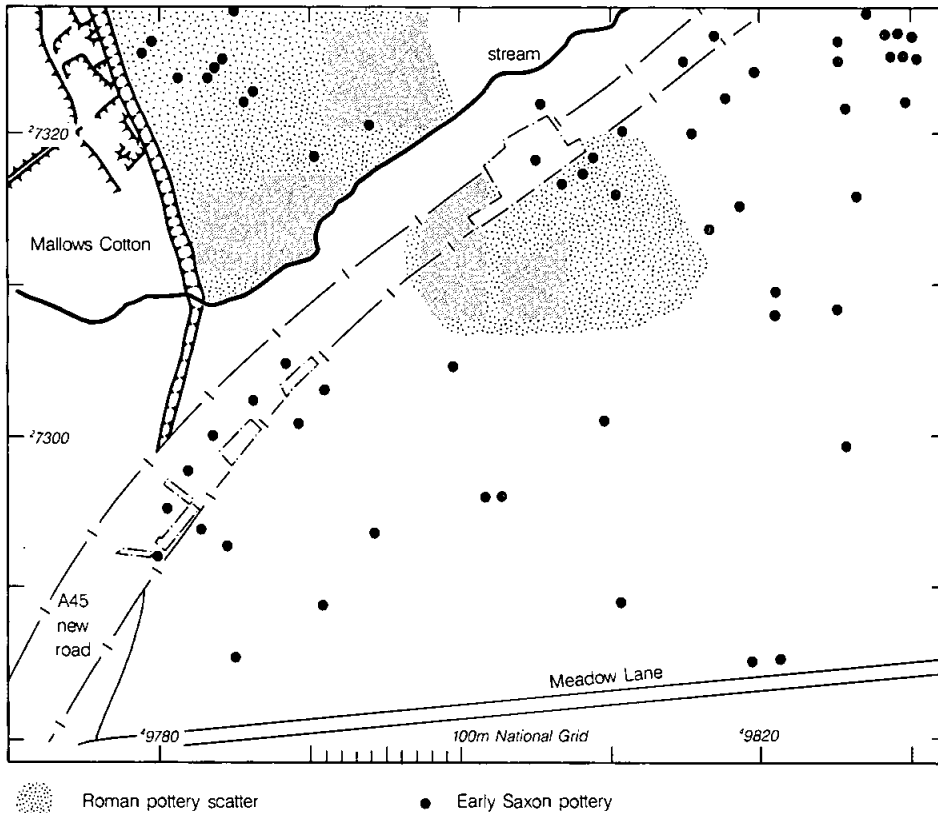 stream
²7320
Mallows Cotton
²7300
A45
new
road
Meadow Lane
⁴9780
100m National Grid
⁴9820
Roman pottery scatter
Early Saxon pottery